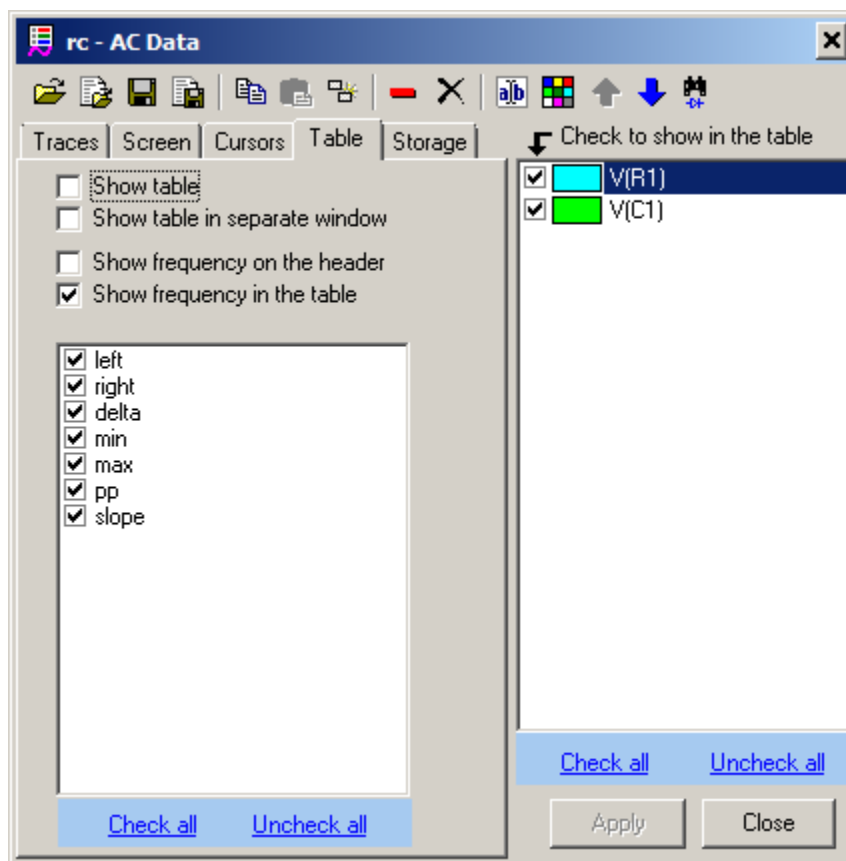 rc - AC Data
Traces Screen Cursors Table Storage
Show table
Show table in separate window
Show frequency on the header
Show frequency in the table
left
right
delta
min
max
pp
slope
Check all Uncheck all
Check to show in the table
V(R1)
V(C1)
Check all Uncheck all
Apply Close